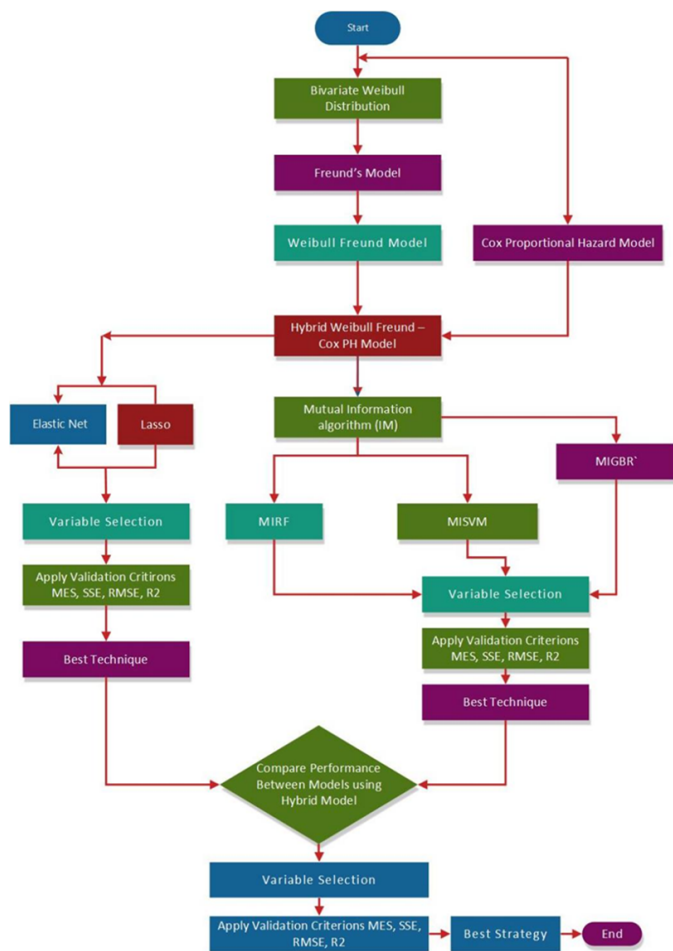 Start
Bivariate Weibull
Distribution
Freund's Model
Weibull Freund Model
Cox Proportional Hazard Model
Hybrid Weibull Freund –
Cox PH Model
Elastic Net
Lasso
Mutual Information
algorithm (IM)
MIGBR`
Variable Selection
MIRF
MISVM
Apply Validation Critirons
MES, SSE, RMSE, R2
Variable Selection
Best Technique
Apply Validation Criterions
MES, SSE, RMSE, R2
Best Technique
Compare Performance
Between Models using
Hybrid Model
Variable Selection
Apply Validation Criterions MES, SSE,
RMSE, R2
Best Strategy
End